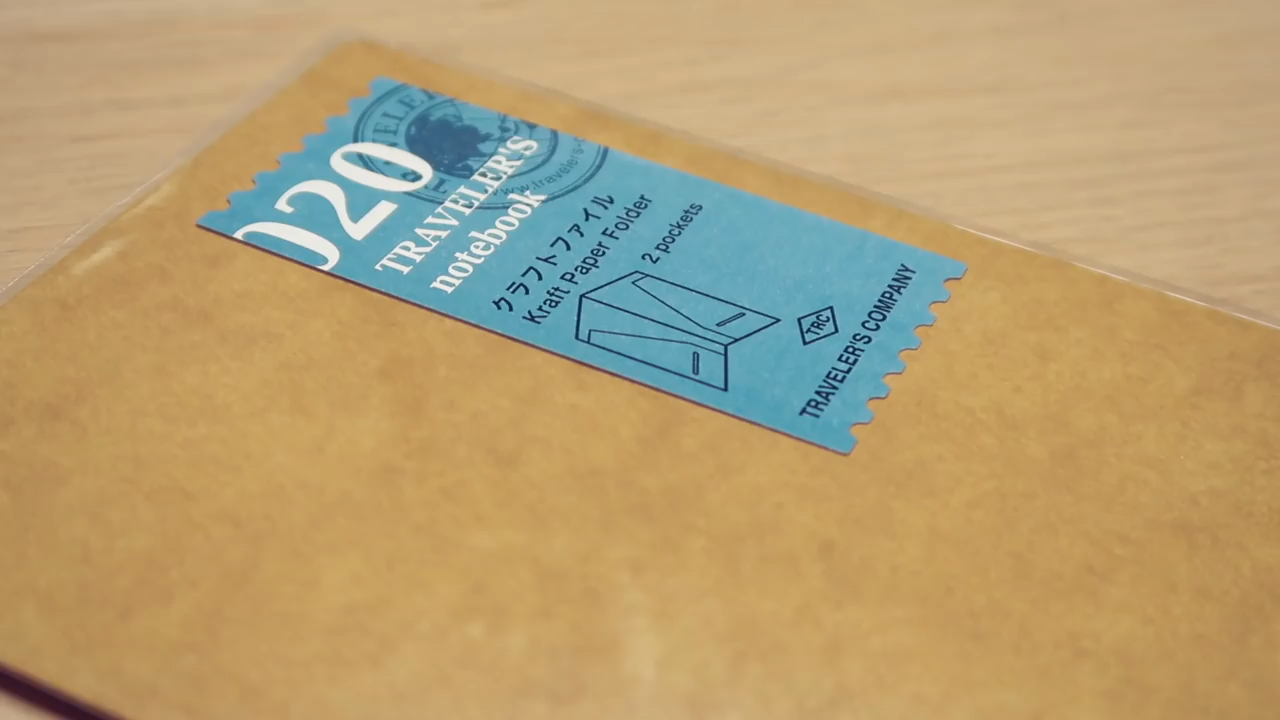 020
TRAVELER'S
notebook
クラフトファイル
Kraft Paper Folder
2 pockets
TRC
TRAVELER'S COMPANY